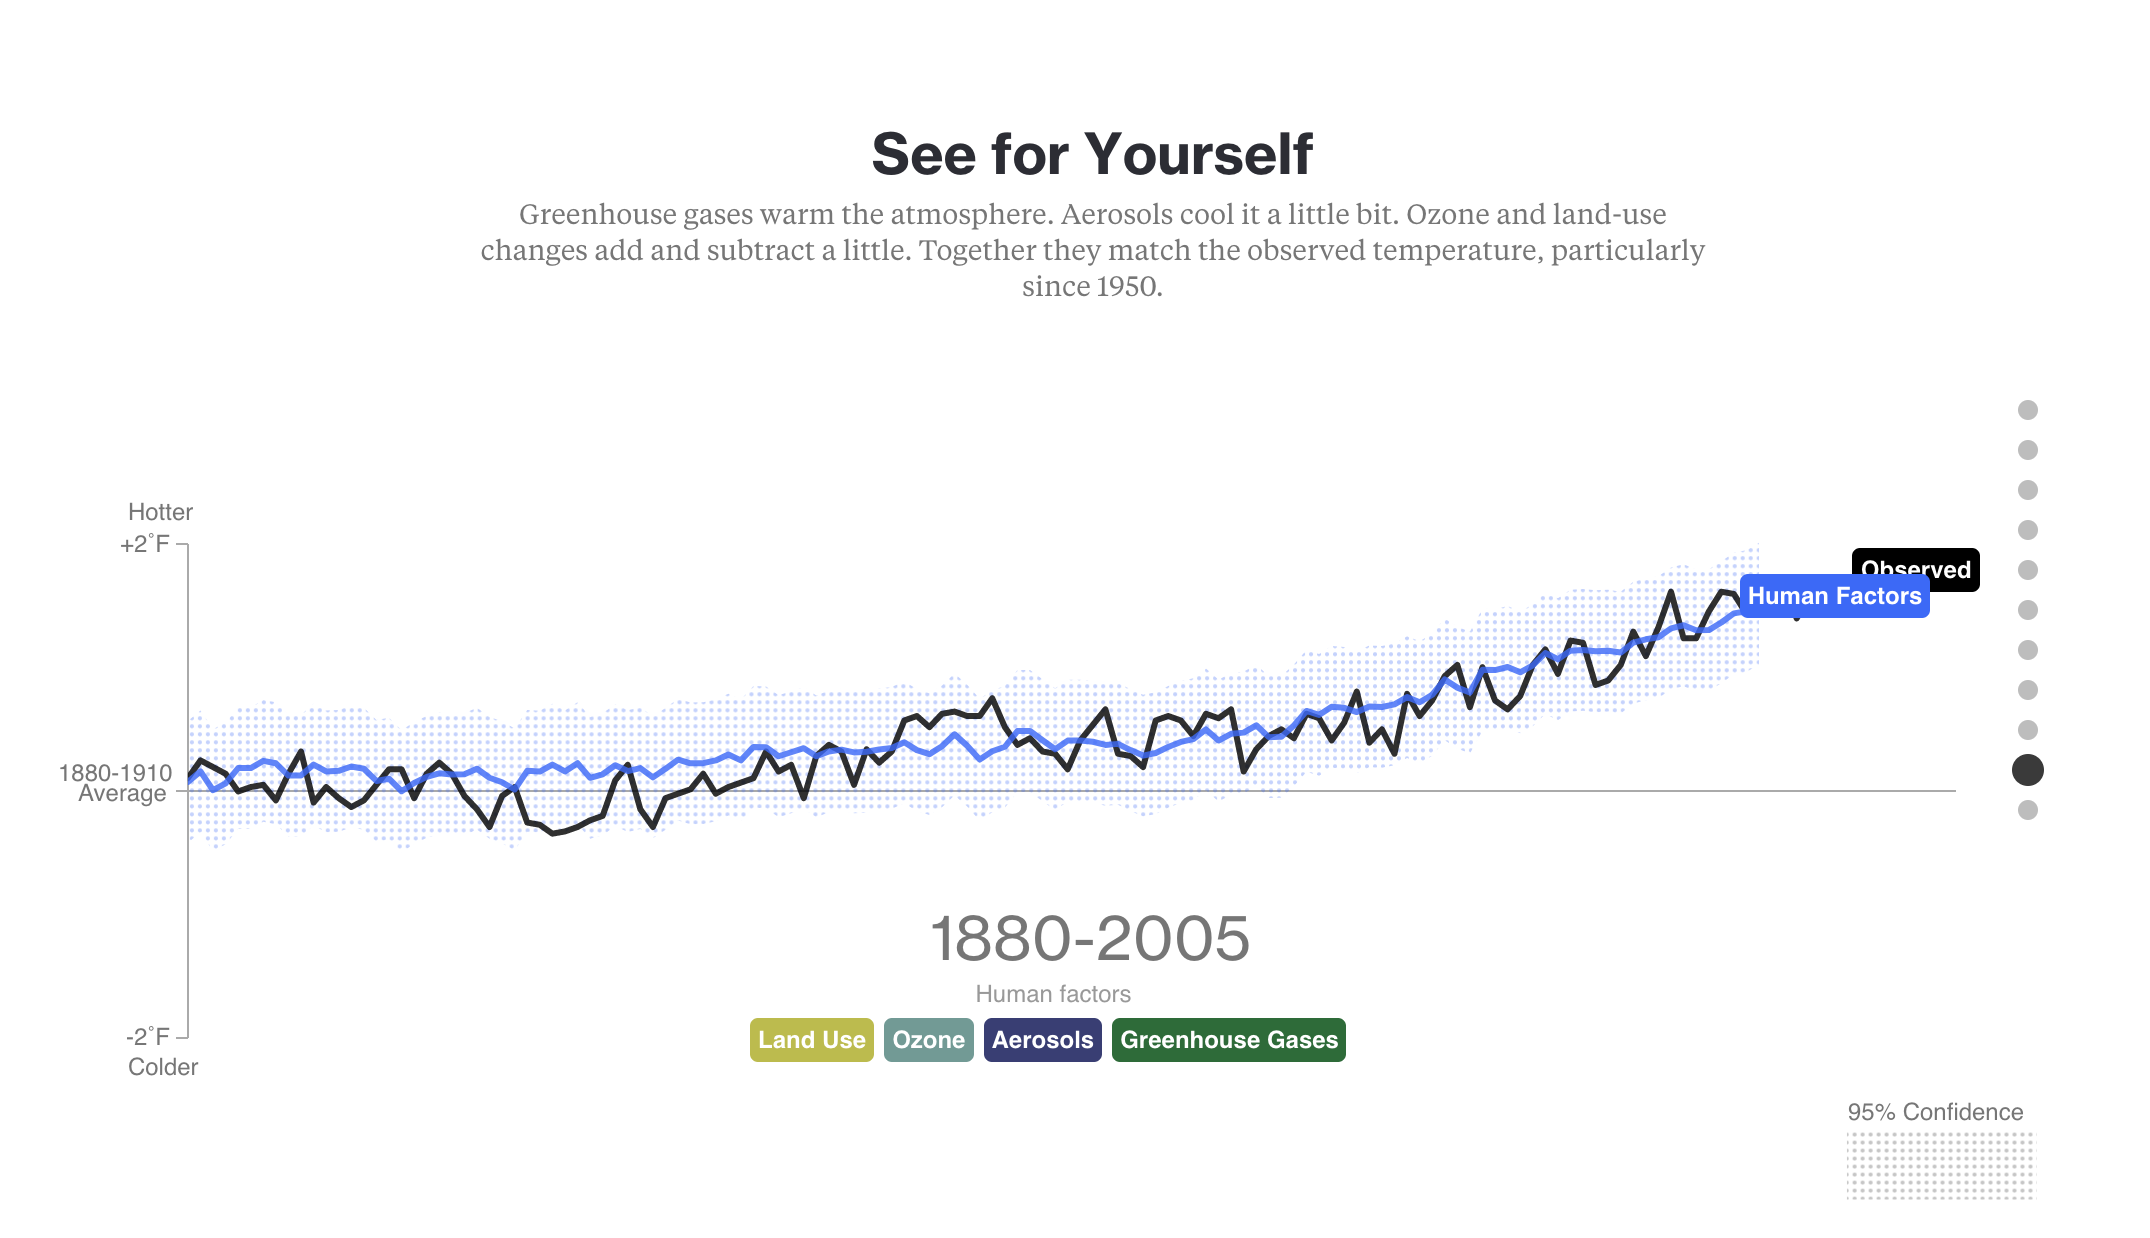 See for Yourself
Greenhouse gases warm the atmosphere. Aerosols cool it a little bit. Ozone and land-use
changes add and subtract a little. Together they match the observed temperature, particularly
since 1950.
Hotter
+2°F
Observed
Human Factors
1880-1910
Average
1880-2005
Human factors
Land Use Ozone Aerosols Greenhouse Gases
-2°F
Colder
95% Confidence